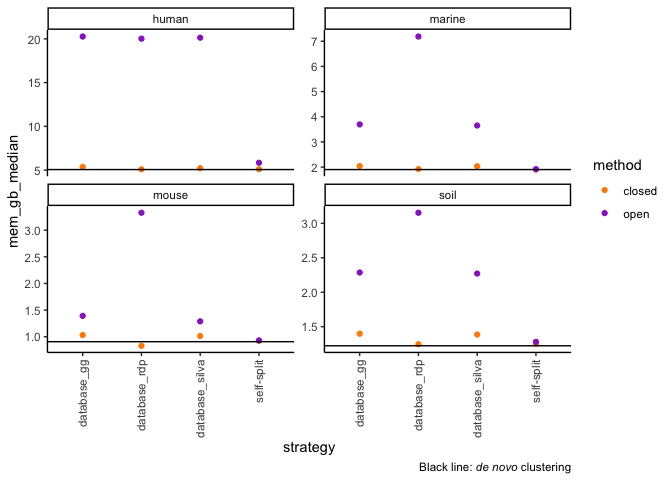 human
marine
20
15
10
5
7
6
5
4
3
2
mouse
soil
3.0
2.5
2.0
1.5
1.0
3.0
2.5
2.0
1.5
mem_gb_median
database_gg
database_rdp
database_silva
self-split
database_gg
database_rdp
database_silva
self-split
strategy
method
closed
open
Black line: de novo clustering